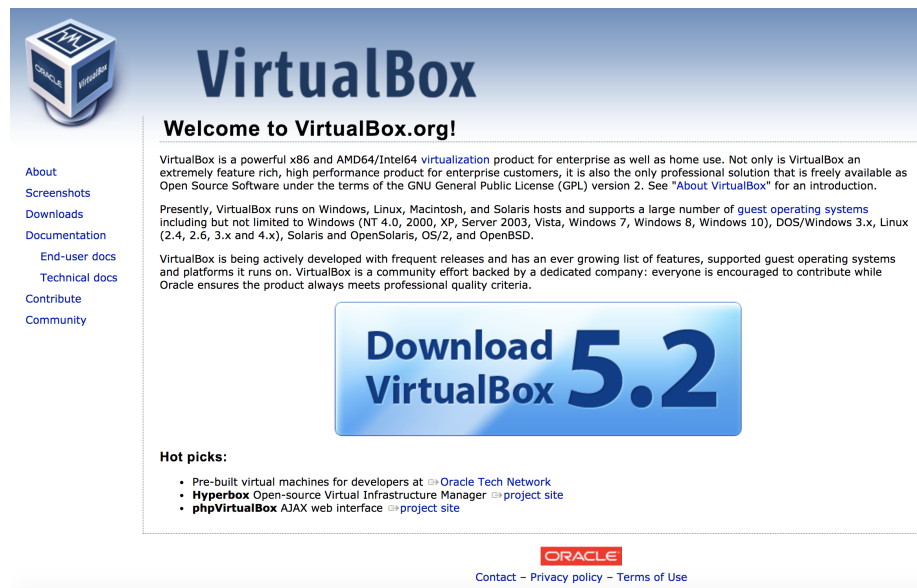 ORACLE
VirtualBox
VirtualBox
Welcome to VirtualBox.org!
About
Screenshots
Downloads
Documentation
End-user docs
Technical docs
Contribute
Community
VirtualBox is a powerful x86 and AMD64/Intel64 virtualization product for enterprise as well as home use. Not only is VirtualBox an
extremely feature rich, high performance product for enterprise customers, it is also the only professional solution that is freely available as
Open Source Software under the terms of the GNU General Public License (GPL) version 2. See "About VirtualBox" for an introduction.
Presently, VirtualBox runs on Windows, Linux, Macintosh, and Solaris hosts and supports a large number of guest operating systems
including but not limited to Windows (NT 4.0, 2000, XP, Server 2003, Vista, Windows 7, Windows 8, Windows 10), DOS/Windows 3.x, Linux
(2.4, 2.6, 3.x and 4.x), Solaris and OpenSolaris, OS/2, and OpenBSD.
VirtualBox is being actively developed with frequent releases and has an ever growing list of features, supported guest operating systems
and platforms it runs on. VirtualBox is a community effort backed by a dedicated company: everyone is encouraged to contribute while
Oracle ensures the product always meets professional quality criteria.
Download
VirtualBox 5.2
Hot picks:
• Pre-built virtual machines for developers at Oracle Tech Network
• Hyperbox Open-source Virtual Infrastructure Manager project site
• phpVirtualBox AJAX web interface project site
ORACLE
Contact – Privacy policy – Terms of Use